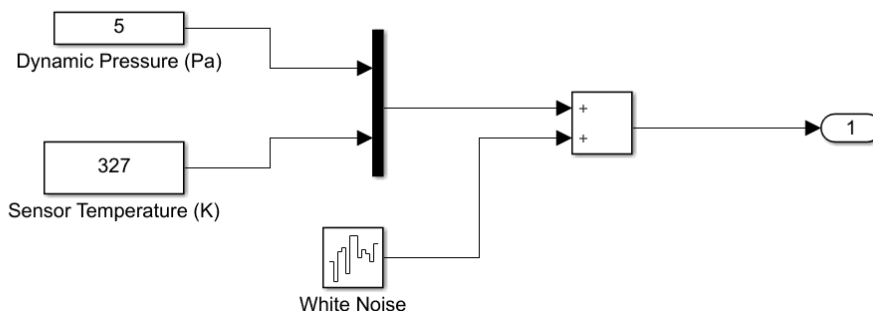 5
Dynamic Pressure (Pa)
327
Sensor Temperature (K)
+
+
1
White Noise